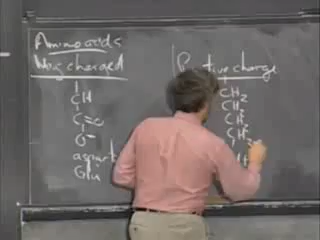 Amino acids
Neg charged
CH
C=O
O-
aspart
Glu
Positive charge
CH2
CH2
CH2
CH2